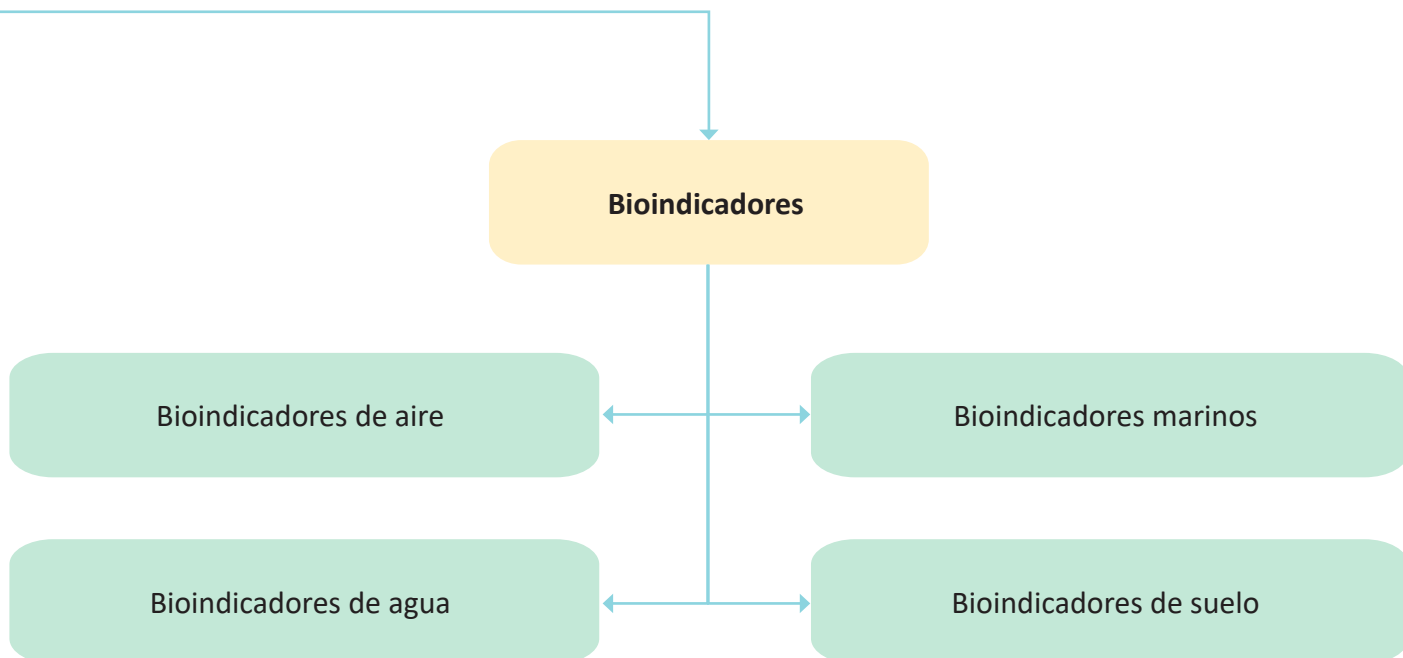 Bioindicadores
Bioindicadores de aire
Bioindicadores marinos
Bioindicadores de agua
Bioindicadores de suelo